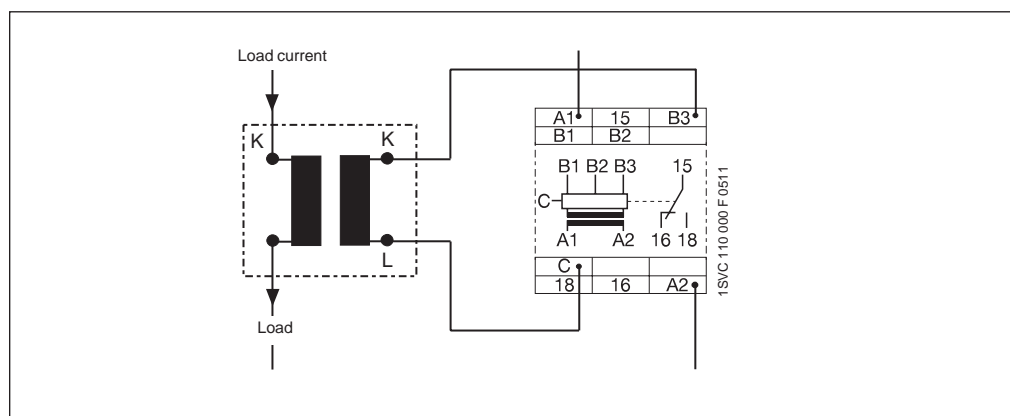 Load current
K
K
L
Load
A1 15 B3
B1 B2
B1 B2 B3 15
C
A1 A2 16 18
C
18 16 A2
1SVC 110 000 F 0511